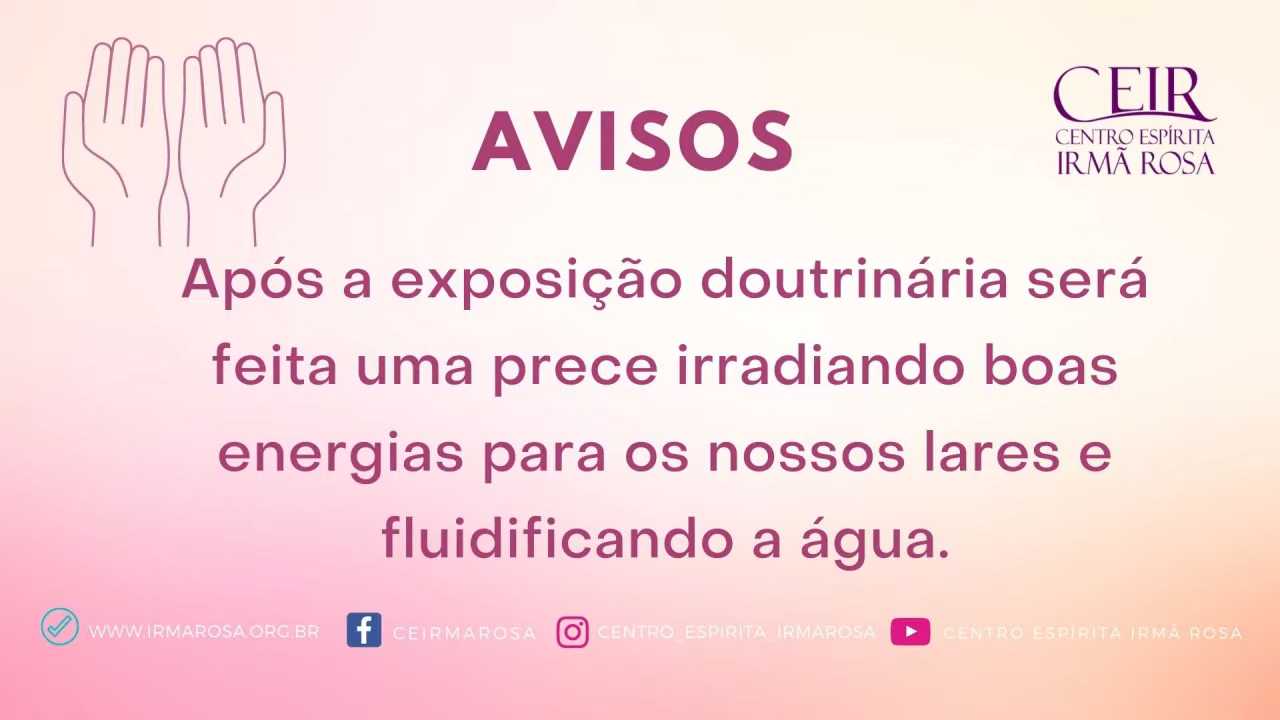 CEIR
CENTRO ESPÍRITA
IRMÃ ROSA
AVISOS
Após a exposição doutrinária será
feita uma prece irradiando boas
energias para os nossos lares e
fluidificando a água.
WWW.IRMAROSA.ORG.BR CEIRMAROSA CENTRO_ESPIRITA_IRMAROSA CENTRO ESPÍRITA IRMÃ ROSA